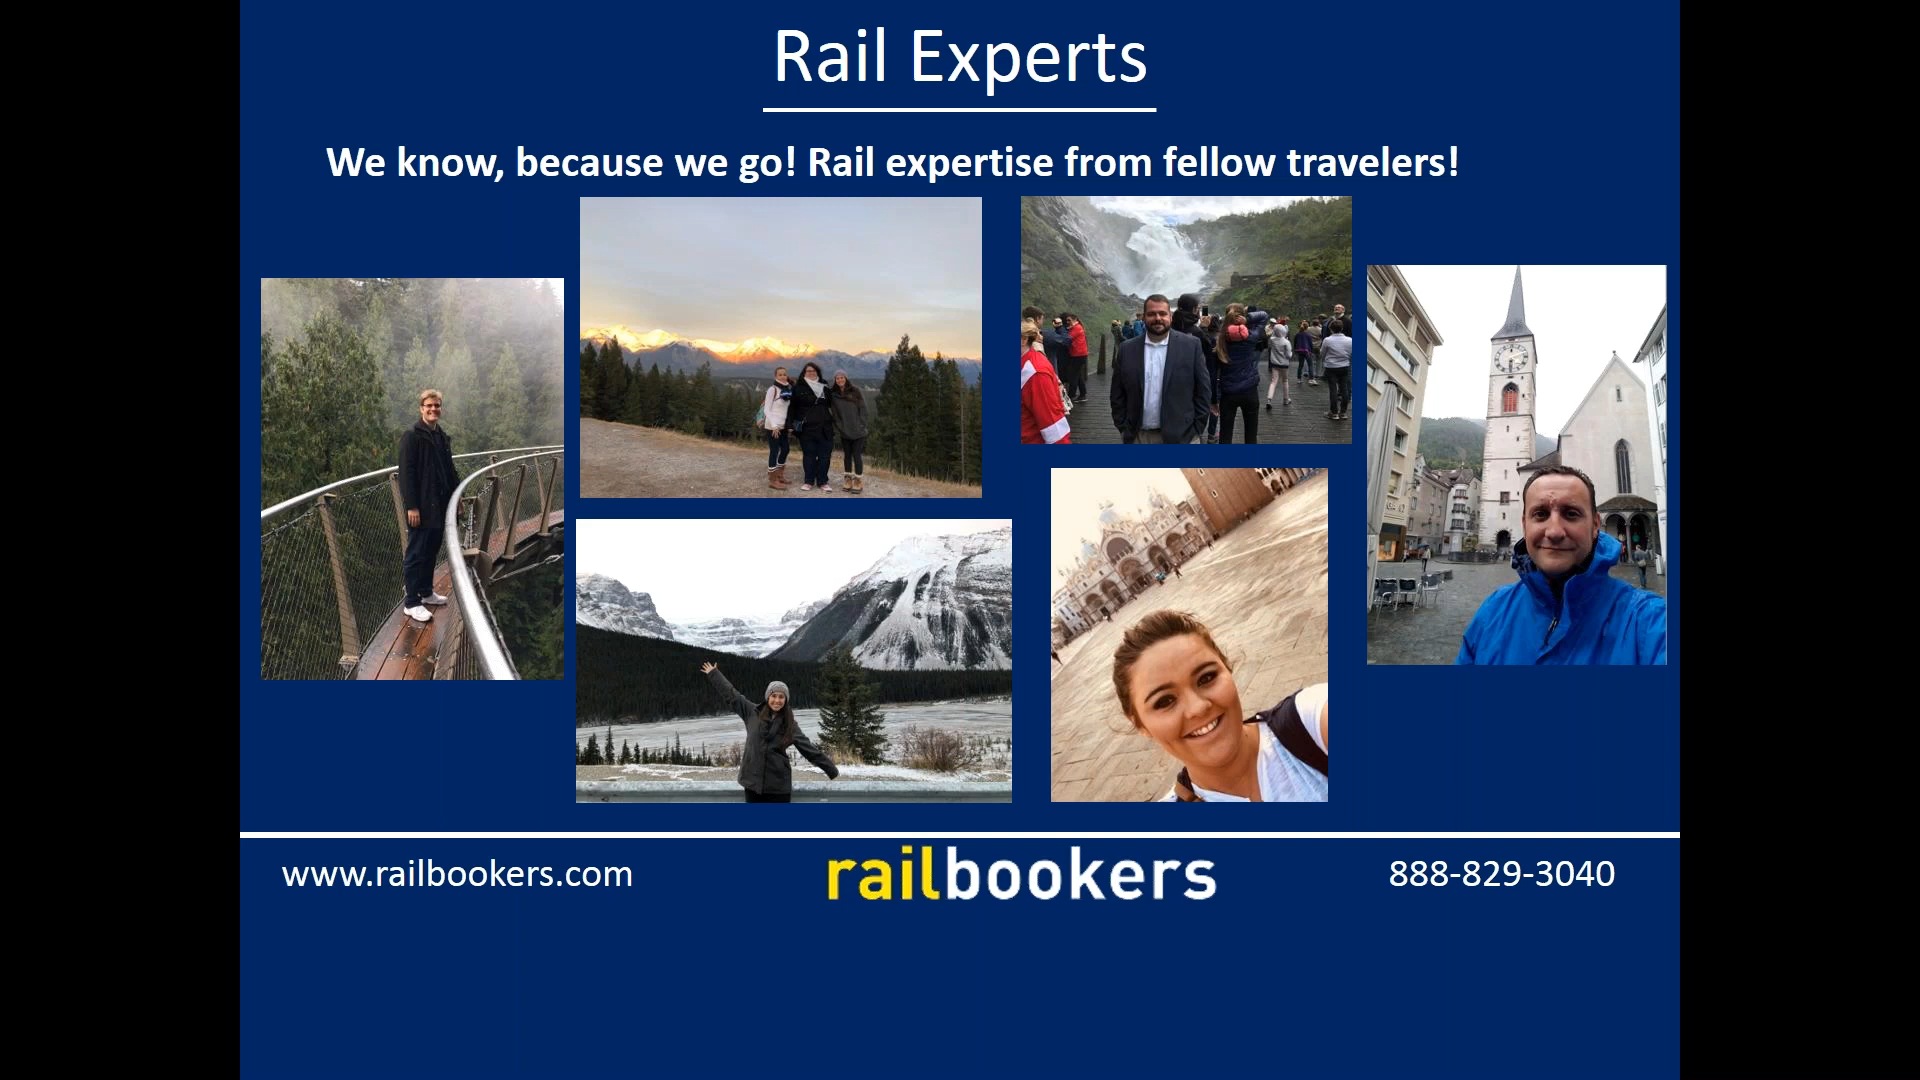 Rail Experts
We know, because we go! Rail expertise from fellow travelers!
www.railbookers.com
railbookers
888-829-3040